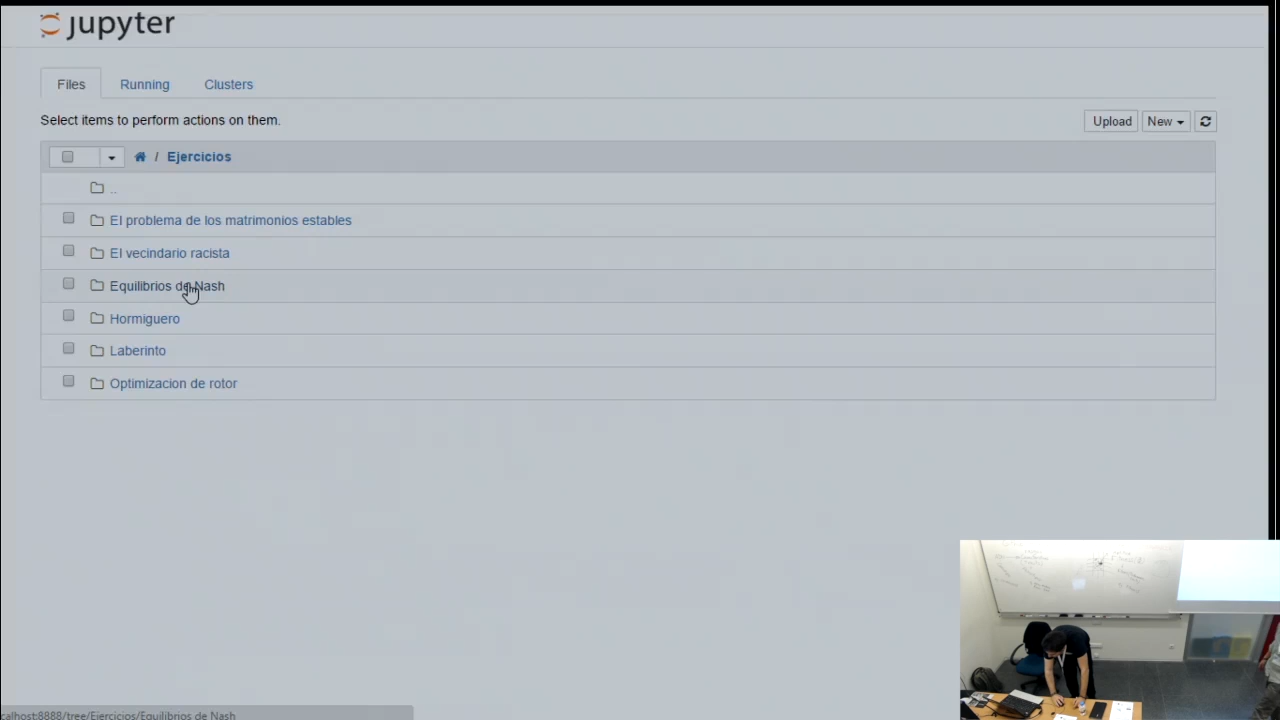 jupyter
Files Running Clusters
Select items to perform actions on them.
Upload New
/ Ejercicios
..
El problema de los matrimonios estables
El vecindario racista
Equilibrios de Nash
Hormiguero
Laberinto
Optimizacion de rotor
calhost:8888/tree/Ejercicios/Equilibrios de Nash